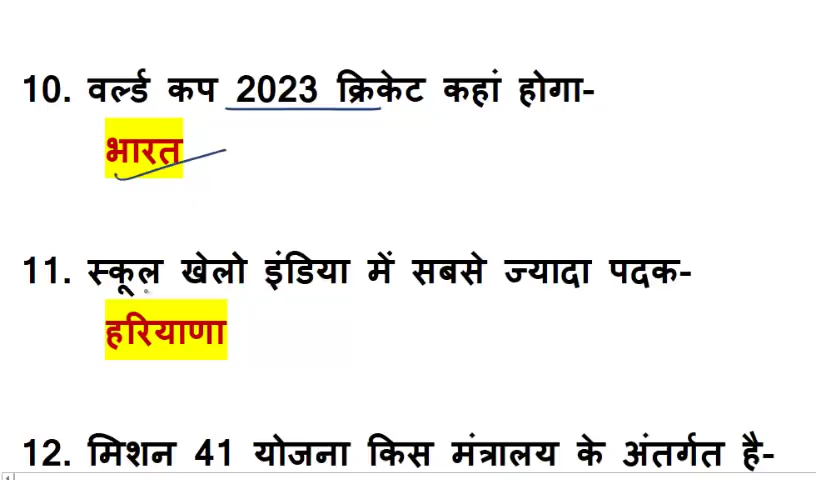 10. वर्ल्ड कप 2023 क्रिकेट कहां होगा-
भारत
11. स्कूल खेलो इंडिया में सबसे ज्यादा पदक-
हरियाणा
12. मिशन 41 योजना किस मंत्रालय के अंतर्गत है-